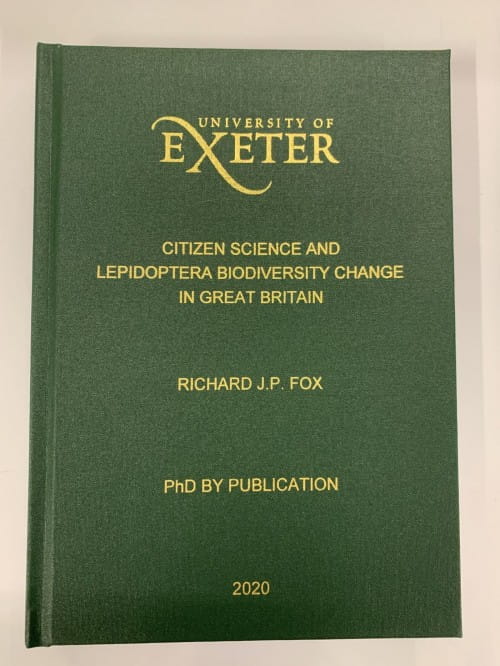 UNIVERSITY OF
EXETER
CITIZEN SCIENCE AND
LEPIDOPTERA BIODIVERSITY CHANGE
IN GREAT BRITAIN
RICHARD J.P. FOX
PhD BY PUBLICATION
2020